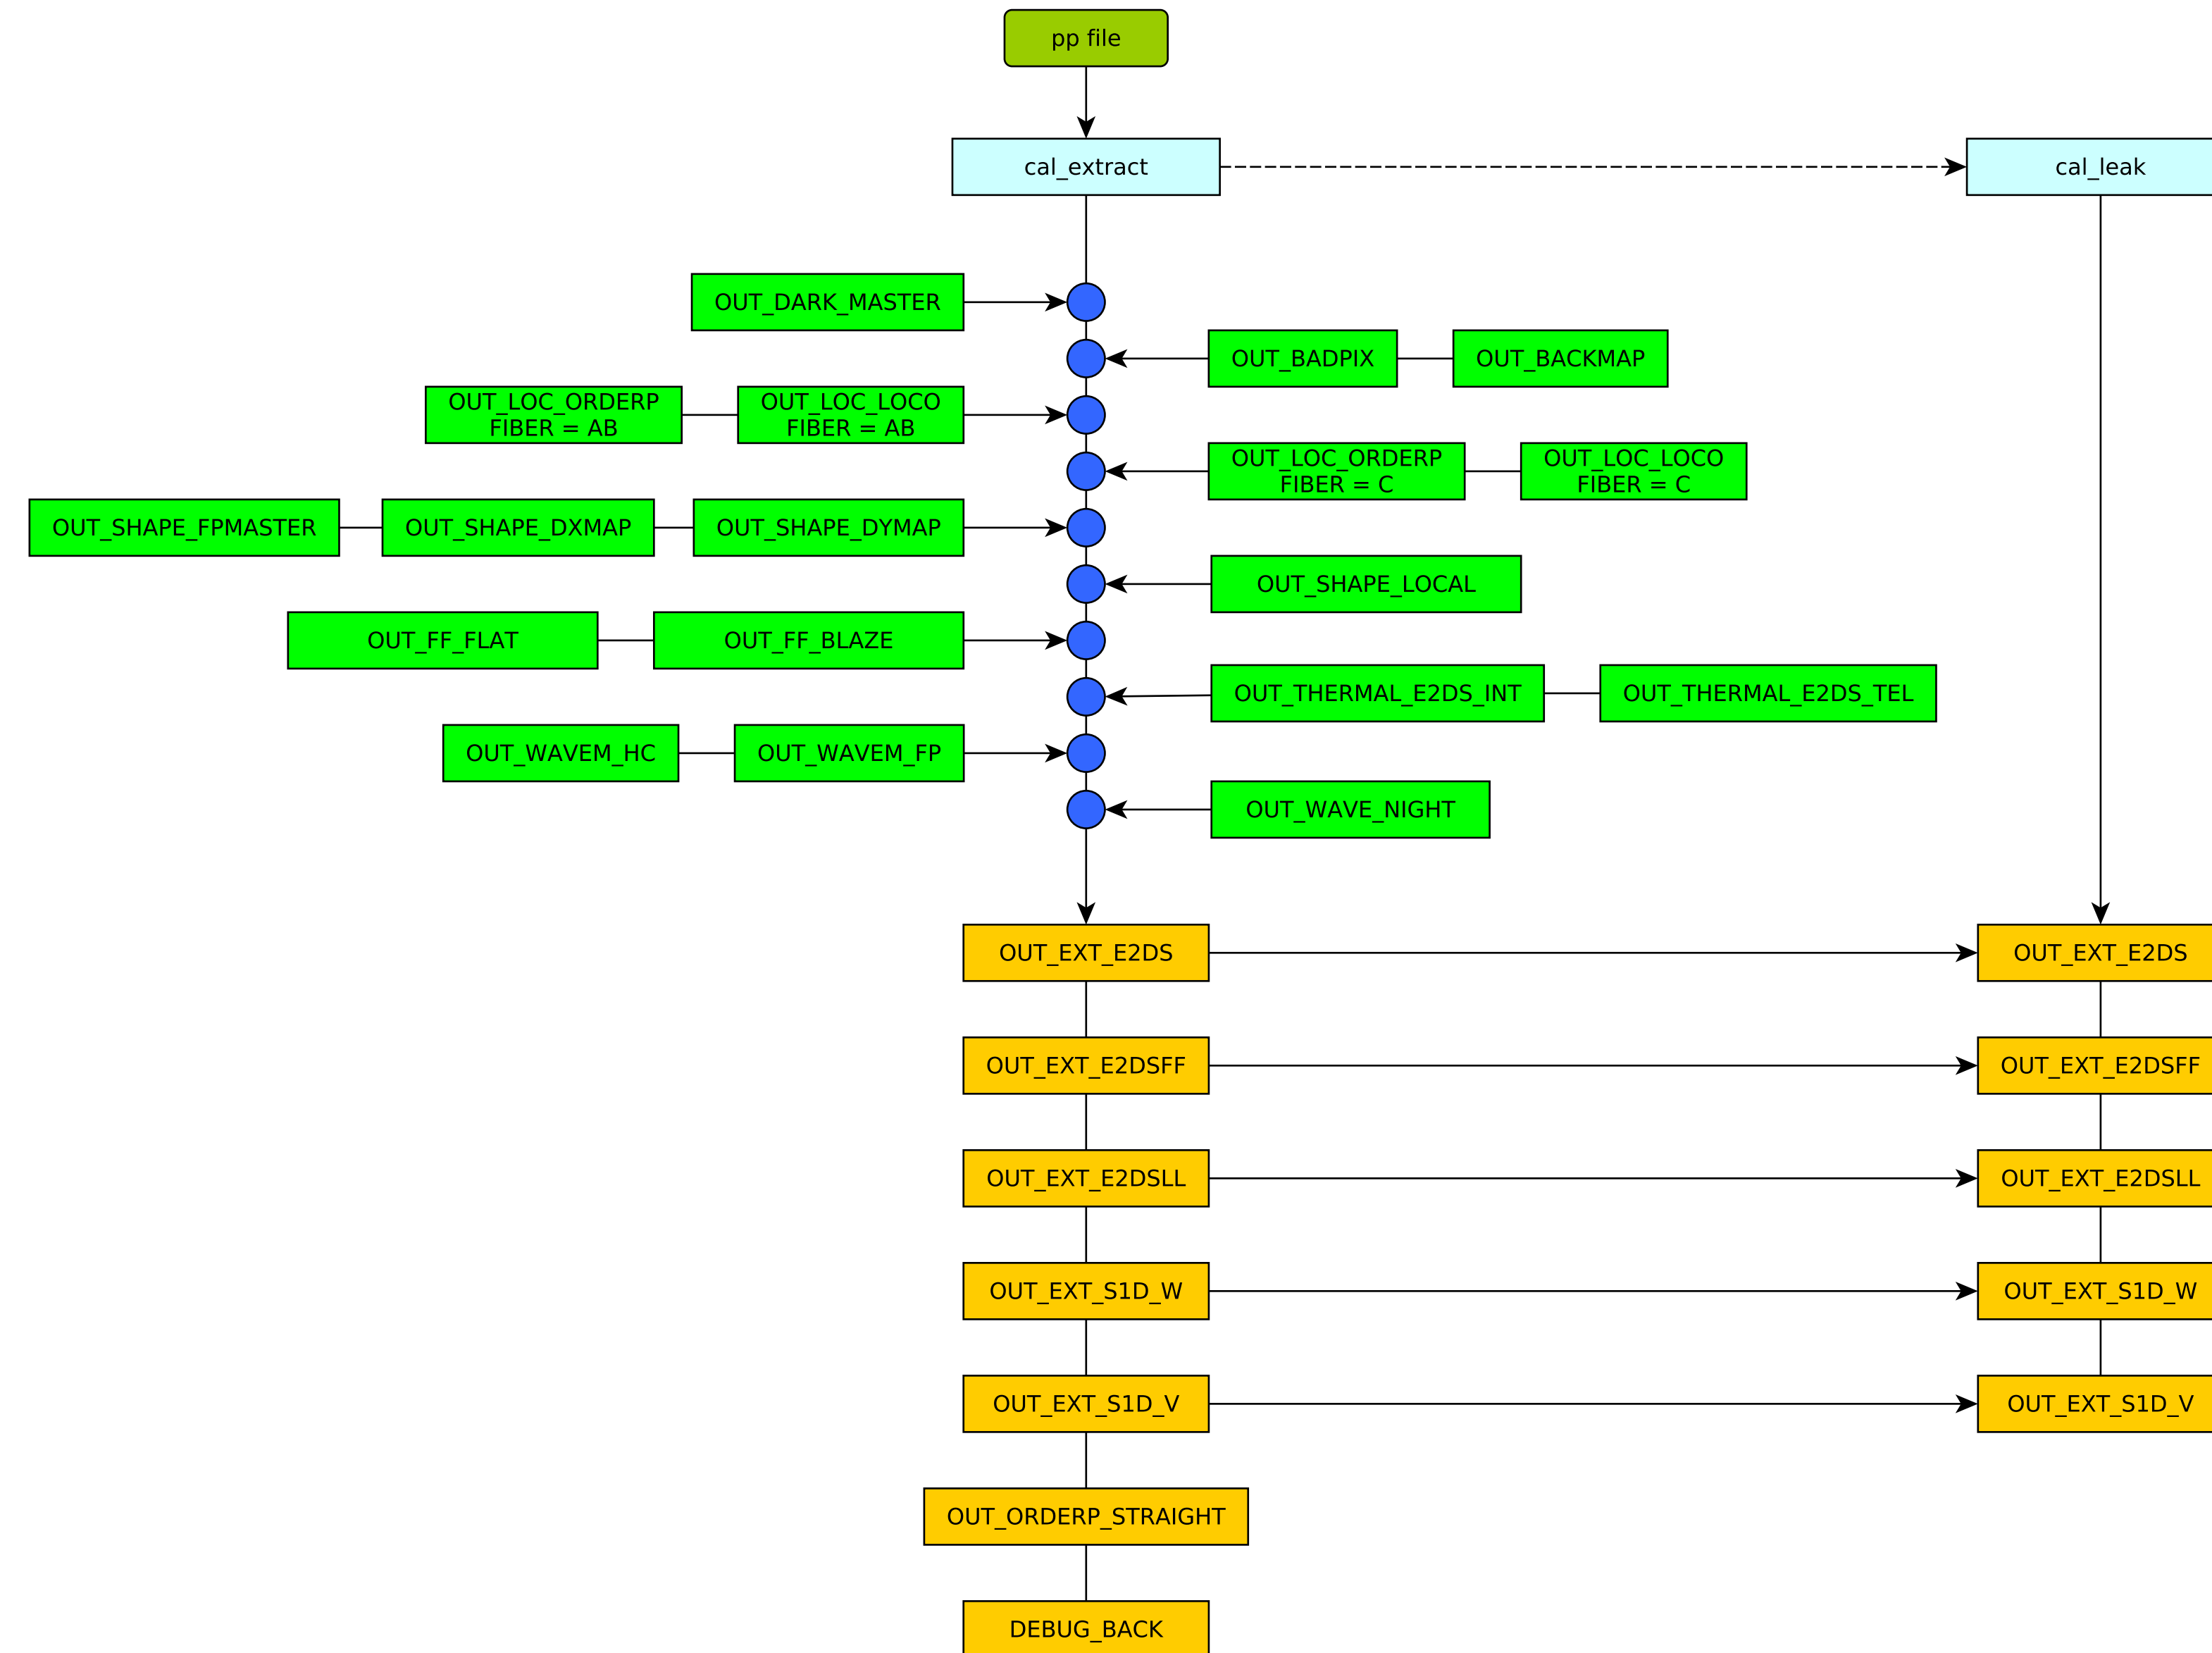 pp file
cal_extract
cal_leak
OUT_DARK_MASTER
OUT_BADPIX
OUT_BACKMAP
OUT_LOC_ORDERP
FIBER = AB
OUT_LOC_LOCO
FIBER = AB
OUT_LOC_ORDERP
FIBER = C
OUT_LOC_LOCO
FIBER = C
OUT_SHAPE_FPMASTER
OUT_SHAPE_DXMAP
OUT_SHAPE_DYMAP
OUT_SHAPE_LOCAL
OUT_FF_FLAT
OUT_FF_BLAZE
OUT_THERMAL_E2DS_INT
OUT_THERMAL_E2DS_TEL
OUT_WAVEM_HC
OUT_WAVEM_FP
OUT_WAVE_NIGHT
OUT_EXT_E2DS
OUT_EXT_E2DS
OUT_EXT_E2DSFF
OUT_EXT_E2DSFF
OUT_EXT_E2DSLL
OUT_EXT_E2DSLL
OUT_EXT_S1D_W
OUT_EXT_S1D_W
OUT_EXT_S1D_V
OUT_EXT_S1D_V
OUT_ORDERP_STRAIGHT
DEBUG_BACK